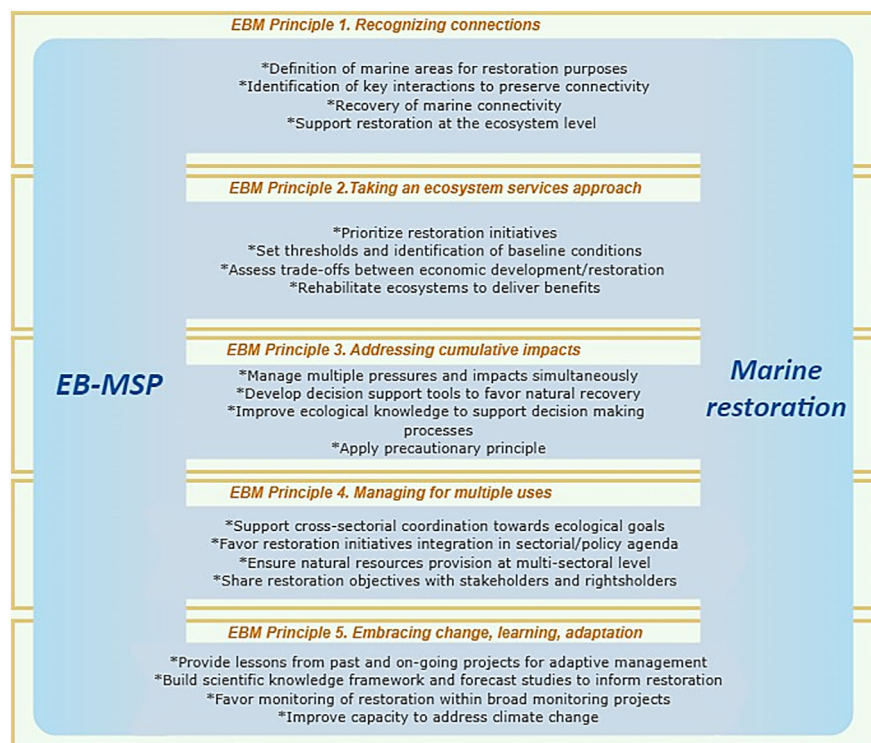 EBM Principle 1. Recognizing connections
*Definition of marine areas for restoration purposes
*Identification of key interactions to preserve connectivity
*Recovery of marine connectivity
*Support restoration at the ecosystem level
EBM Principle 2.Taking an ecosystem services approach
*Prioritize restoration initiatives
*Set thresholds and identification of baseline conditions
*Assess trade-offs between economic development/restoration
*Rehabilitate ecosystems to deliver benefits
EBM Principle 3. Addressing cumulative impacts
*Manage multiple pressures and impacts simultaneously
*Develop decision support tools to favor natural recovery
*Improve ecological knowledge to support decision making
processes
*Apply precautionary principle
EB-MSP
Marine
restoration
EBM Principle 4. Managing for multiple uses
*Support cross-sectorial coordination towards ecological goals
*Favor restoration initiatives integration in sectorial/policy agenda
*Ensure natural resources provision at multi-sectoral level
*Share restoration objectives with stakeholders and rightsholders
EBM Principle 5. Embracing change, learning, adaptation
*Provide lessons from past and on-going projects for adaptive management
*Build scientific knowledge framework and forecast studies to inform restoration
*Favor monitoring of restoration within broad monitoring projects
*Improve capacity to address climate change